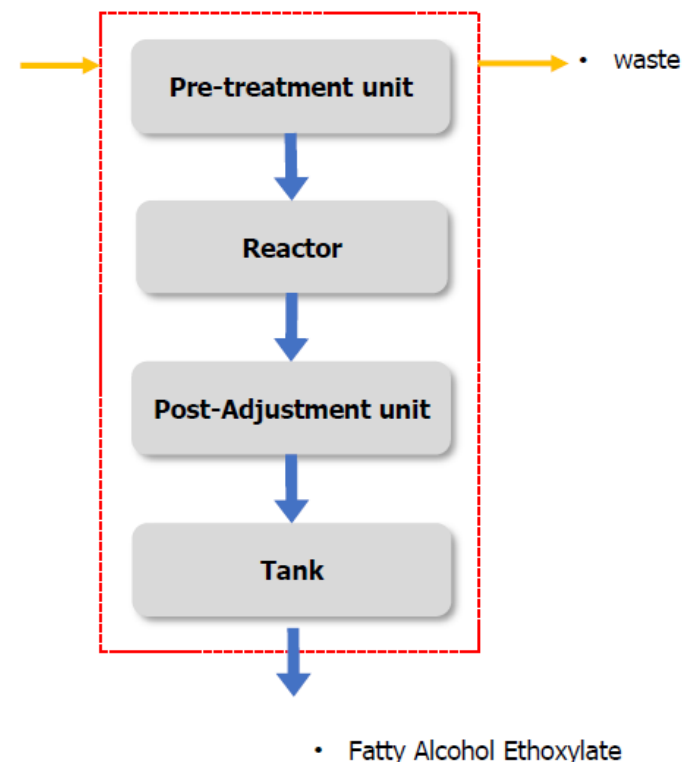 • waste
Pre-treatment unit
Reactor
Post-Adjustment unit
Tank
• Fatty Alcohol Ethoxylate